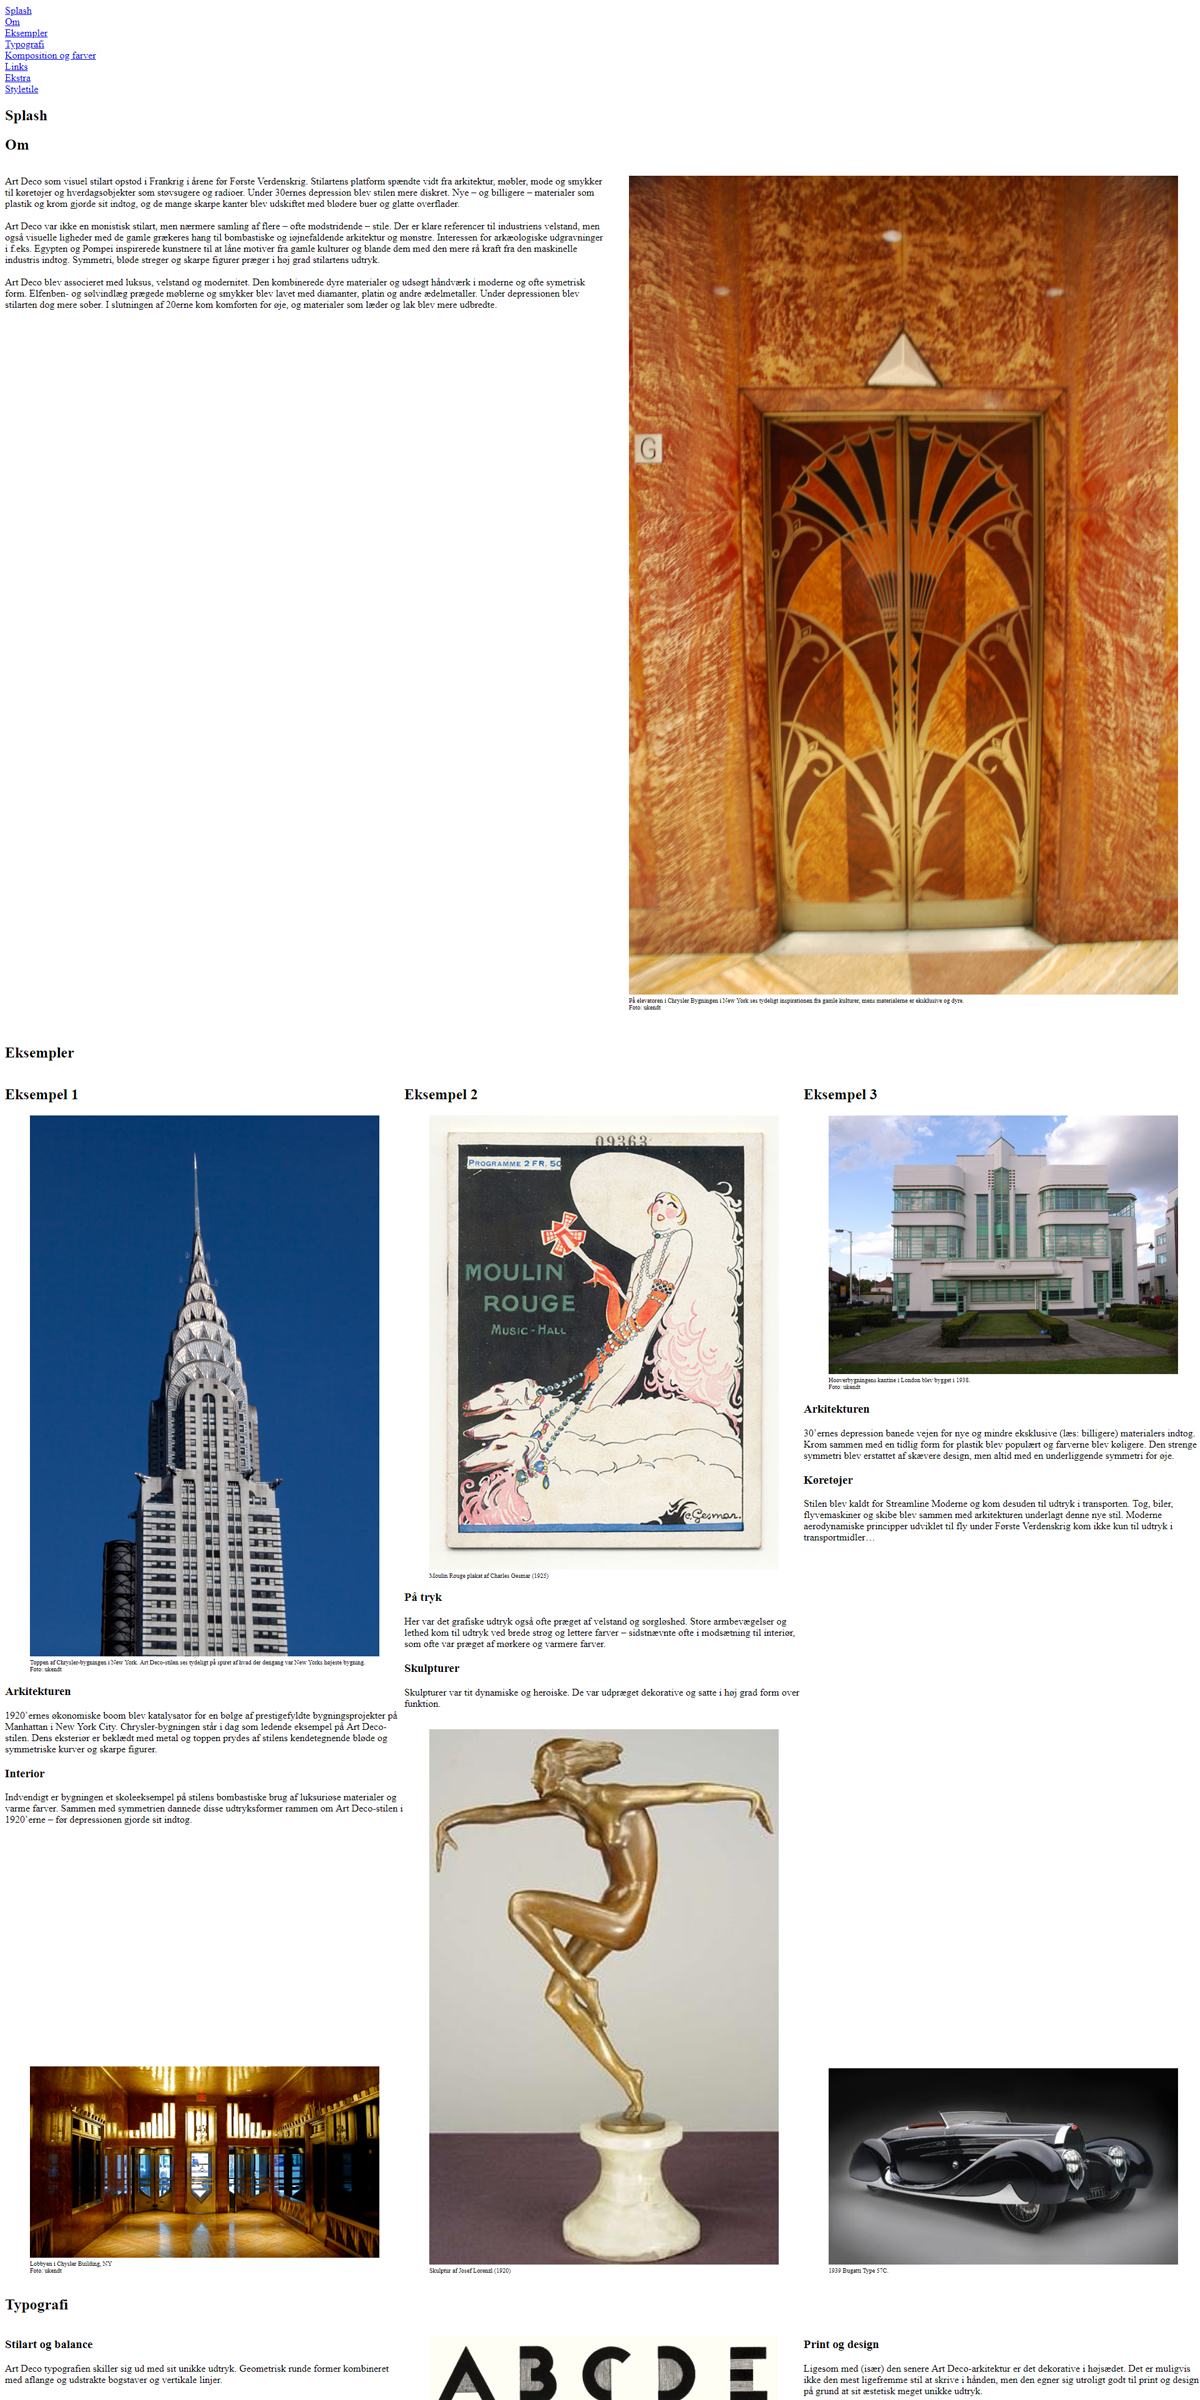 Splash
Om
Eksempler
Typografi
Komposition og farver
Links
Ekstra
Styletile
Splash
Om
Art Deco som visuel stilart opstod i Frankrig i årene før Første Verdenskrig. Stilartens platform spændte vidt fra arkitektur, møbler, mode og smykker
til køretøjer og hverdagsobjekter som støvsugere og radioer. Under 30ernes depression blev stilen mere diskret. Nye – og billigere – materialer som
plastik og krom gjorde sit indtog, og de mange skarpe kanter blev udskiftet med blødere buer og glatte overflader.
Art Deco var ikke en monistisk stilart, men nærmere samling af flere – ofte modstridende – stile. Der er klare referencer til industriens velstand, men
også visuelle ligheder med de gamle grækeres hang til bombastiske og iøjnefaldende arkitektur og mønstre. Interessen for arkæologiske udgravninger
i f.eks. Egypten og Pompei inspirerede kunstnere til at låne motiver fra gamle kulturer og blande dem med den mere rå kraft fra den maskinelle
industris indtog. Symmetri, bløde streger og skarpe figurer præger i høj grad stilartens udtryk.
Art Deco blev associeret med luksus, velstand og modernitet. Den kombinerede dyre materialer og udsøgt håndværk i moderne og ofte symetrisk
form. Elfenben- og sølvindlæg prægede møblerne og smykker blev lavet med diamanter, platin og andre ædelmetaller. Under depressionen blev
stilarten dog mere sober. I slutningen af 20erne kom komforten for øje, og materialer som læder og lak blev mere udbredte.
G
På elevatoren i Chrysler Bygningen i New York ses tydeligt inspirationen fra gamle kulturer, mens materialerne er eksklusive og dyre.
Foto: ukendt
Eksempler
Eksempel 1
Toppen af Chrysler-bygningen i New York. Art Deco-stilen ses tydeligt på spiret af hvad der dengang var New Yorks højeste bygning.
Foto: ukendt
Arkitekturen
1920´ernes økonomiske boom blev katalysator for en bølge af prestigefyldte bygningsprojekter på
Manhattan i New York City. Chrysler-bygningen står i dag som ledende eksempel på Art Deco-
stilen. Dens eksteriør er beklædt med metal og toppen prydes af stilens kendetegnende bløde og
symmetriske kurver og skarpe figurer.
Interior
Indvendigt er bygningen et skoleeksempel på stilens bombastiske brug af luksuriøse materialer og
varme farver. Sammen med symmetrien dannede disse udtryksformer rammen om Art Deco-stilen i
1920´erne – før depressionen gjorde sit indtog.
Lobbyen i Chysler Building, NY
Foto: ukendt
Eksempel 2
09363
PROGRAMME 2 FR. 50
MOULIN
ROUGE
MUSIC-HALL
C. Gesmar.
Moulin Rouge plakat af Charles Gesmar (1925)
På tryk
Her var det grafiske udtryk også ofte præget af velstand og sorgløshed. Store armbevægelser og
lethed kom til udtryk ved brede strøg og lettere farver – sidstnævnte ofte i modsætning til interiør,
som ofte var præget af mørkere og varmere farver.
Skulpturer
Skulpturer var tit dynamiske og heroiske. De var udpræget dekorative og satte i høj grad form over
funktion.
Skulptur af Josef Lorenzl (1920)
Eksempel 3
Hooverbygningens kantine i London blev bygget i 1938.
Foto: ukendt
Arkitekturen
30´ernes depression banede vejen for nye og mindre eksklusive (læs: billigere) materialers indtog.
Krom sammen med en tidlig form for plastik blev populært og farverne blev køligere. Den strenge
symmetri blev erstattet af skævere design, men altid med en underliggende symmetri for øje.
Køretøjer
Stilen blev kaldt for Streamline Moderne og kom desuden til udtryk i transporten. Tog, biler,
flyvemaskiner og skibe blev sammen med arkitekturen underlagt denne nye stil. Moderne
aerodynamiske principper udviklet til fly under Første Verdenskrig kom ikke kun til udtryk i
transportmidler…
1939 Bugatti Type 57C.
Typografi
Stilart og balance
Art Deco typografien skiller sig ud med sit unikke udtryk. Geometrisk runde former kombineret
med aflange og udstrakte bogstaver og vertikale linjer.
ABCDE
Print og design
Ligesom med (især) den senere Art Deco-arkitektur er det dekorative i højsædet. Det er muligvis
ikke den mest ligefremme stil at skrive i hånden, men den egner sig utroligt godt til print og design
på grund at sit æstetisk meget unikke udtryk.